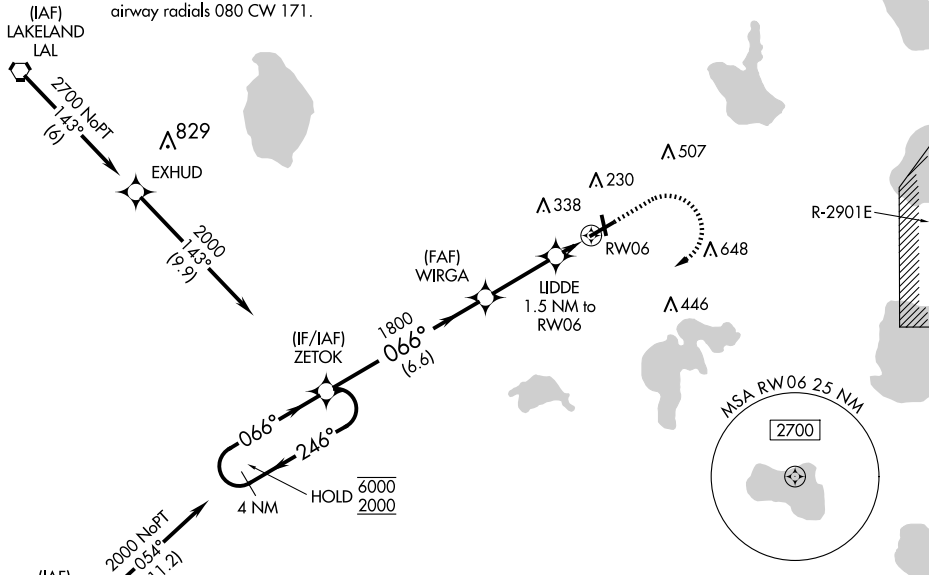 airway radials 080 CW 171.
(IAF)
LAKELAND
LAL
2700 NoPT
143°
(6)
829
EXHUD
2000
143°
(9.9)
507
230
338
R-2901E
RW06
648
(FAF)
WIRGA
LIDDE
1.5 NM to
RW06
446
1800
066°
(6.6)
(IF/IAF)
ZETOK
MSA RW06 25 NM
2700
066°
246°
HOLD
6000
2000
4 NM
2000 NoPT
054°
11.2)
(IAF)